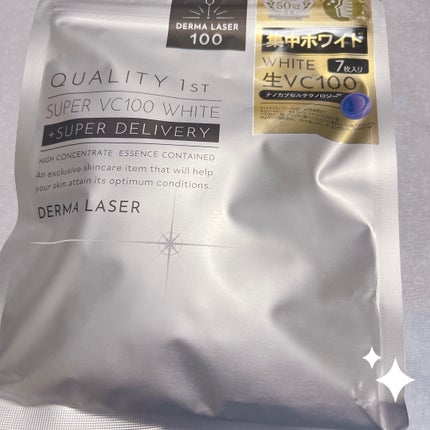 DERMA LASER
100
50冠
集中ホワイト
WHITE 7枚入り
生VC100
ナノカプセルテクノロジー
QUALITY 1ST
SUPER VC100 WHITE
+SUPER DELIVERY
HIGH CONCENTRATE ESSENCE CONTAINED
An exclusive skincare item that will help
your skin attain its optimum conditions.
DERMA LASER